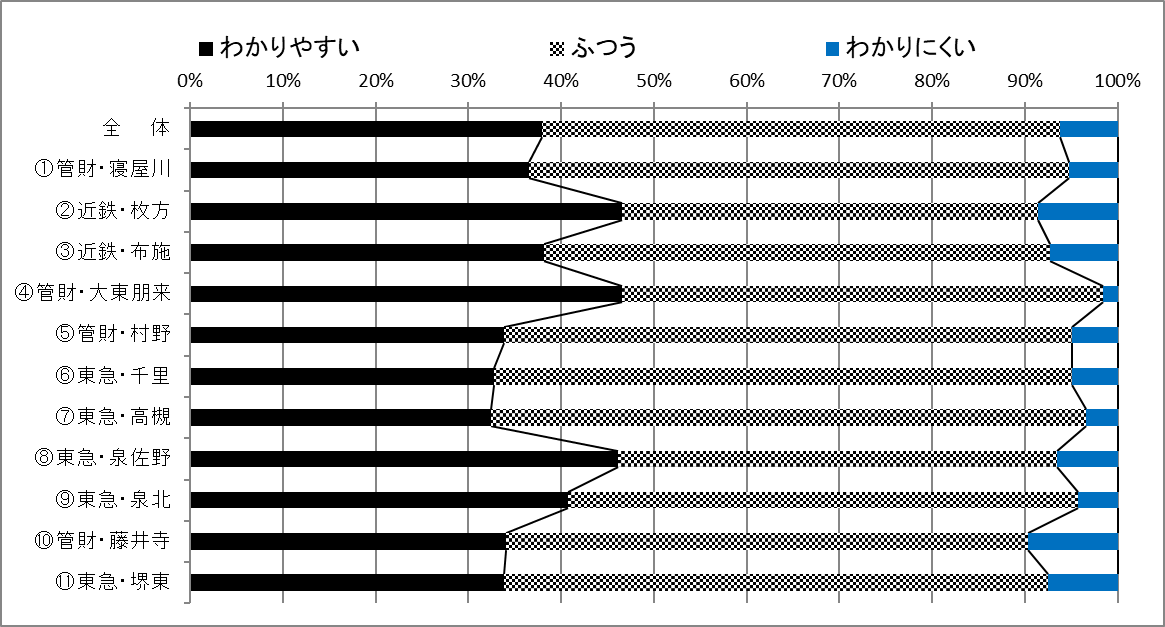 わかりやすい ふつう わかりにくい
0% 10% 20% 30% 40% 50% 60% 70% 80% 90% 100%
全 体
①管財・寝屋川
②近鉄・枚方
③近鉄・布施
④管財・大東朋来
⑤管財・村野
⑥東急・千里
⑦東急・高槻
⑧東急・泉佐野
⑨東急・泉北
⑩管財・藤井寺
⑪東急・堺東